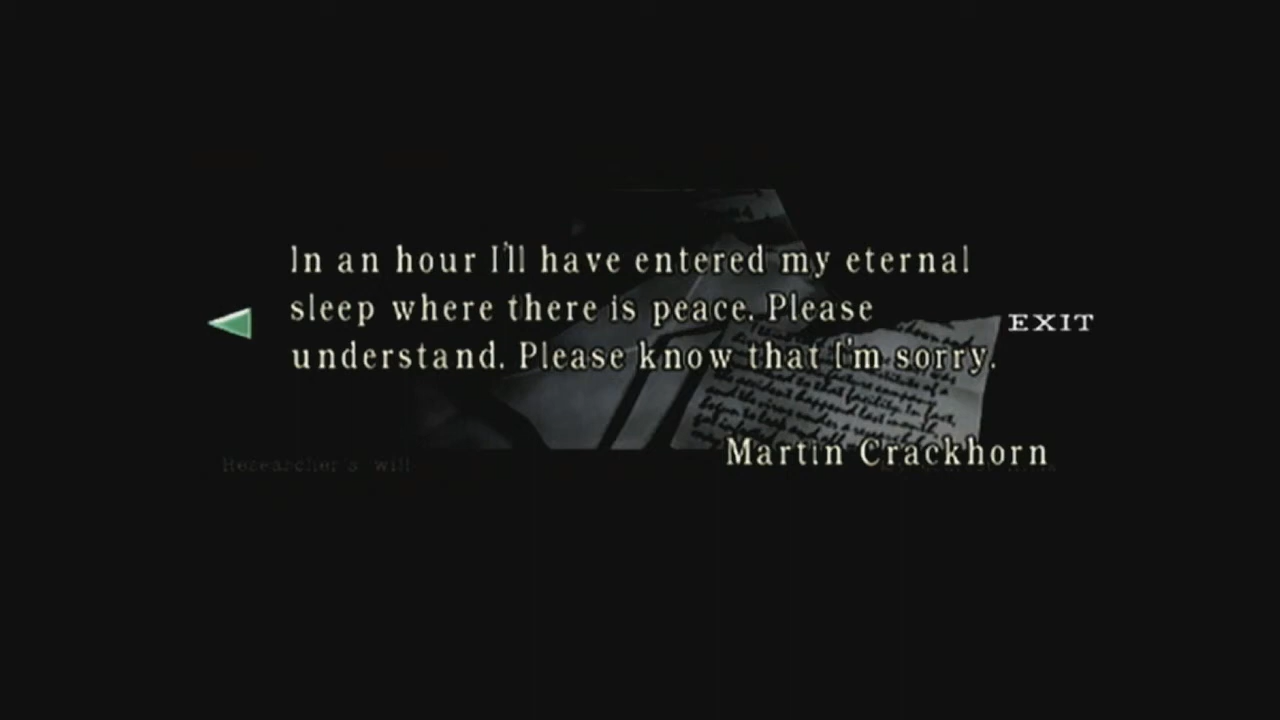 In an hour I'll have entered my eternal
sleep where there is peace. Please
understand. Please know that I'm sorry.
EXIT
Martin Crackhorn
Researcher's will